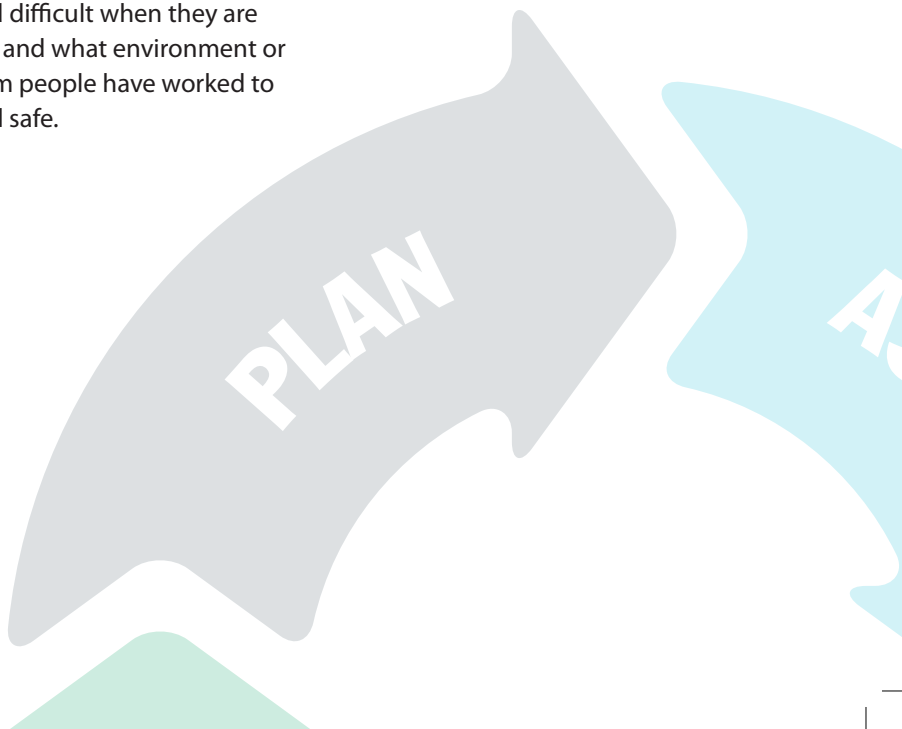 difficult when they are
and what environment or
people have worked to
safe.
PLAN